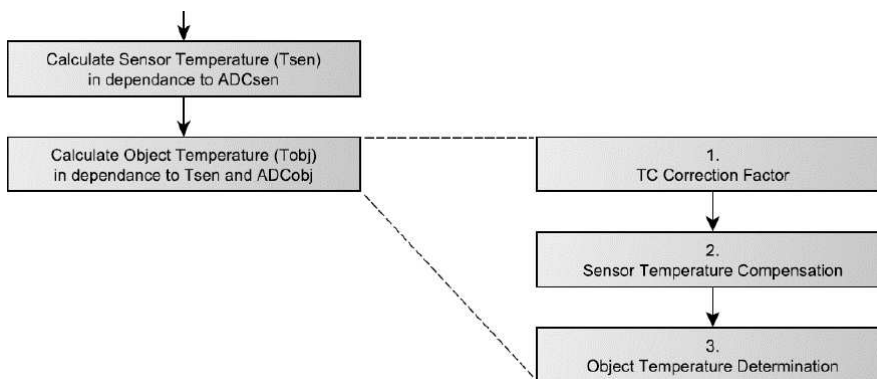 Calculate Sensor Temperature (Tsen)
in dependance to ADCsen
Calculate Object Temperature (Tobj)
in dependance to Tsen and ADCobj
1.
TC Correction Factor
2.
Sensor Temperature Compensation
3.
Object Temperature Determination